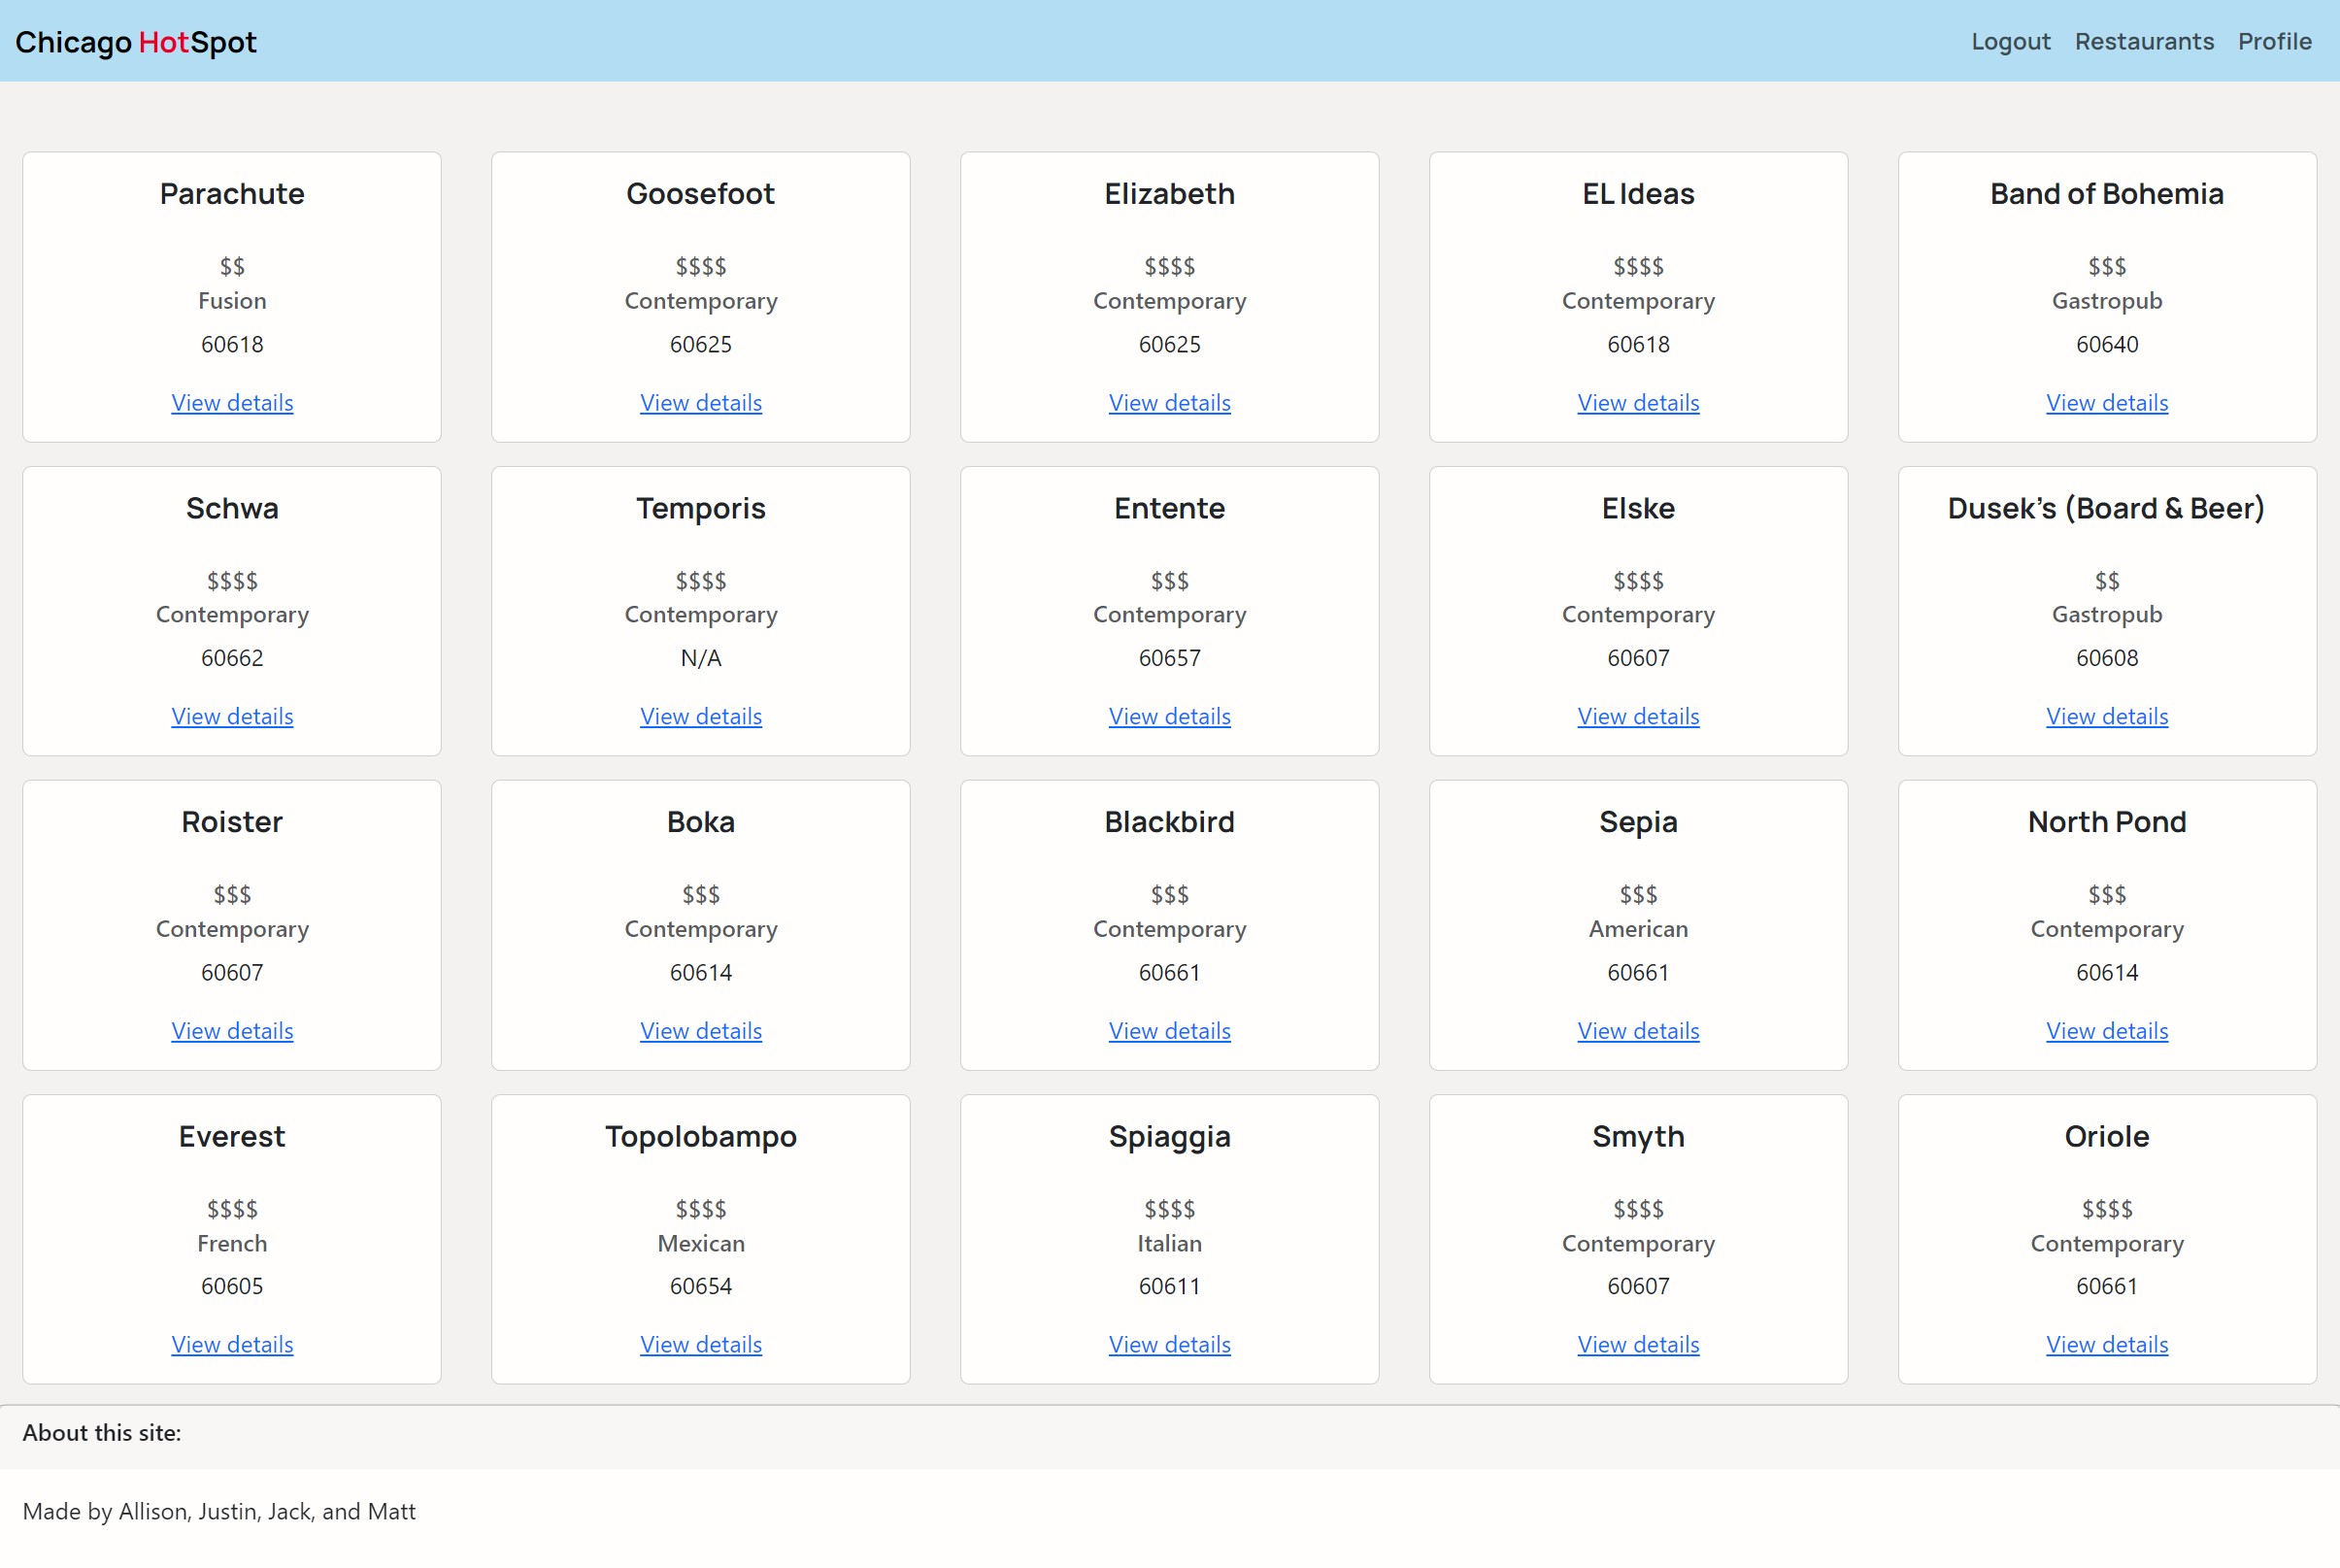 Chicago HotSpot
Logout Restaurants Profile
Parachute
$$
Fusion
60618
View details
Goosefoot
$$$$
Contemporary
60625
View details
Elizabeth
$$$$
Contemporary
60625
View details
EL Ideas
$$$$
Contemporary
60618
View details
Band of Bohemia
$$$
Gastropub
60640
View details
Schwa
$$$$
Contemporary
60662
View details
Temporis
$$$$
Contemporary
N/A
View details
Entente
$$$
Contemporary
60657
View details
Elske
$$$$
Contemporary
60607
View details
Dusek's (Board & Beer)
$$
Gastropub
60608
View details
Roister
$$$
Contemporary
60607
View details
Boka
$$$
Contemporary
60614
View details
Blackbird
$$$
Contemporary
60661
View details
Sepia
$$$
American
60661
View details
North Pond
$$$
Contemporary
60614
View details
Everest
$$$$
French
60605
View details
Topolobampo
$$$$
Mexican
60654
View details
Spiaggia
$$$$
Italian
60611
View details
Smyth
$$$$
Contemporary
60607
View details
Oriole
$$$$
Contemporary
60661
View details
About this site:
Made by Allison, Justin, Jack, and Matt